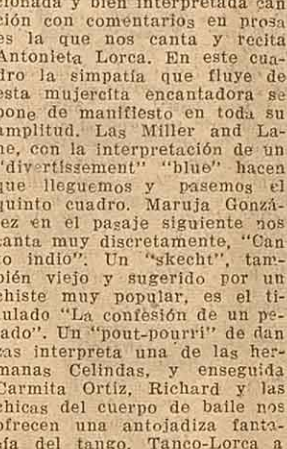 cionada y bien interpretada can
ción con comentarios en prosa
es la que nos canta y recita
Antonieta Lorca. En este cua-
dro la simpatía que fluye de
esta mujercita encantadora se
pone de manifiesto en toda su
amplitud. Las Miller and La-
ne, con la interpretación de un
"divertissement" "blue" hacen
que lleguemos y pasemos el
quinto cuadro. Maruja Gonzá-
lez en el pasaje siguiente nos
canta muy discretamente, "Can
to indio". Un "skecht", tam-
bién viejo y sugerido por un
chiste muy popular, es el ti-
tulado "La confesión de un pe-
lado". Un "pout-pourri" de dan
zas interpreta una de las her-
manas Celindas, y enseguida
Carmita Ortiz, Richard y las
chicas del cuerpo de baile nos
ofrecen una antojadiza fanta-
sía del tango. Tanco-Lorca a